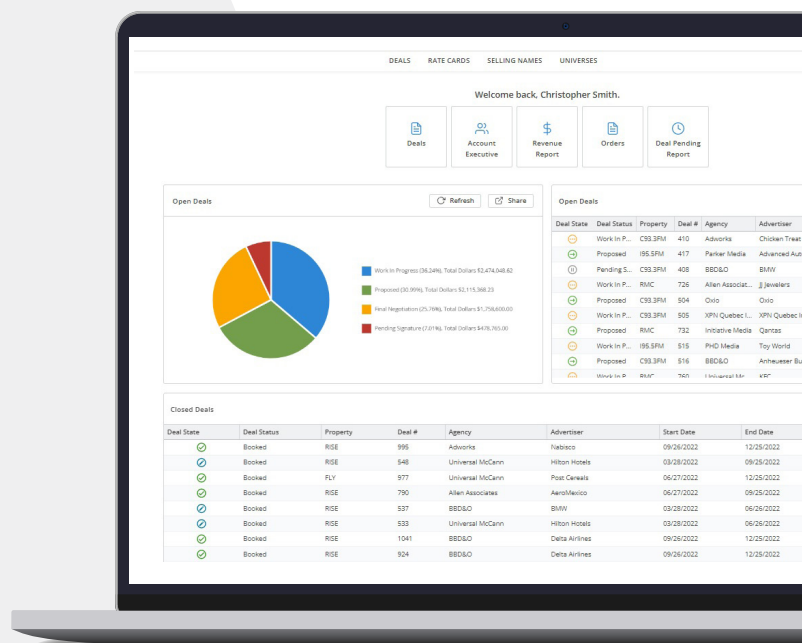 DEALS RATE CARDS SELLING NAMES UNIVERSES
Welcome back, Christopher Smith.
Deals
Account Executive
Revenue Report
Orders
Deal Pending Report
Open Deals Refresh Share
Work In Progress (36.24%), Total Dollars $2,474,048.62
Proposed (30.99%), Total Dollars $2,115,368.23
Final Negotiation (25.76%), Total Dollars $1,758,600.00
Pending Signature (7.01%), Total Dollars $478,765.00
Open Deals
Deal State Deal Status Property Deal # Agency Advertiser
Work In P... C93.3FM 410 Adworks Chicken Treat
Proposed I95.5FM 417 Parker Media Advanced Aut
Pending S... C93.3FM 408 BBD&O BMW
Work In P... RMC 726 Allen Associat... JJ Jewelers
Proposed C93.3FM 504 Oxio Oxio
Work In P... C93.3FM 505 XPN Quebec I... XPN Quebec I
Proposed RMC 732 Initiative Media Qantas
Work In P... I95.5FM 515 PHD Media Toy World
Proposed C93.3FM 516 BBD&O Anheueser Bu
Work In P... RMC 760 Universal Mc... KFC
Closed Deals
Deal State Deal Status Property Deal # Agency Advertiser Start Date End Date
Booked RISE 995 Adworks Nabisco 09/26/2022 12/25/2022
Booked RISE 548 Universal McCann Hilton Hotels 03/28/2022 09/25/2022
Booked FLY 977 Universal McCann Post Cereals 06/27/2022 12/25/2022
Booked RISE 790 Allen Associates AeroMexico 06/27/2022 09/25/2022
Booked RISE 537 BBD&O BMW 03/28/2022 06/26/2022
Booked RISE 533 Universal McCann Hilton Hotels 03/28/2022 06/26/2022
Booked RISE 1041 BBD&O Delta Airlines 09/26/2022 12/25/2022
Booked RISE 924 BBD&O Delta Airlines 09/26/2022 12/25/2022